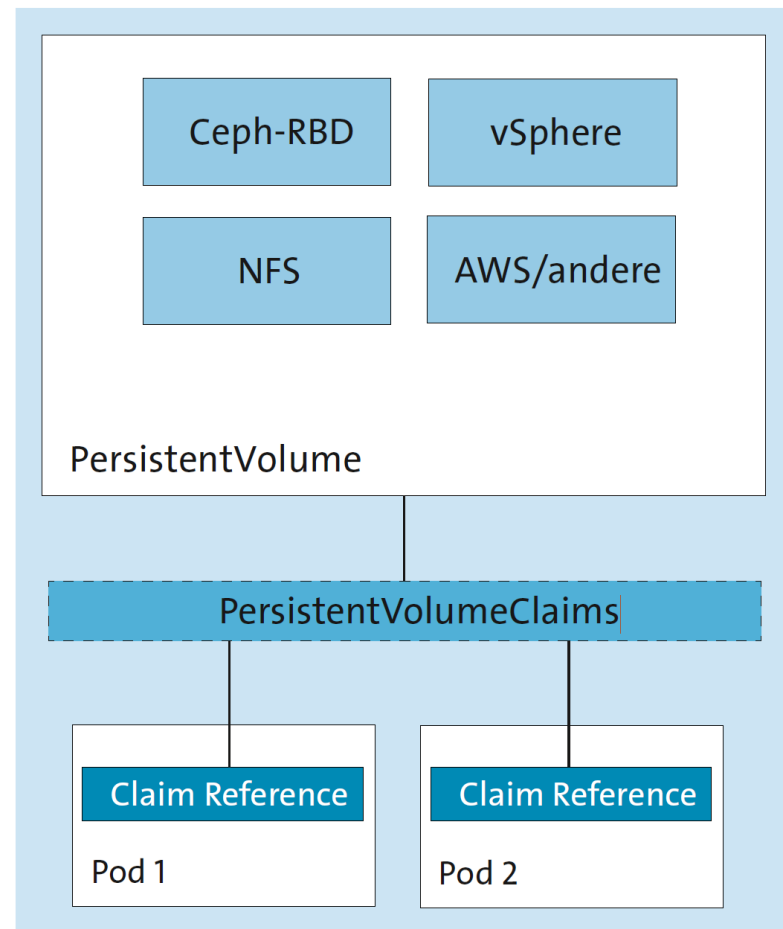 Ceph-RBD
vSphere
NFS
AWS/andere
PersistentVolume
PersistentVolumeClaims
Claim Reference
Claim Reference
Pod 1
Pod 2